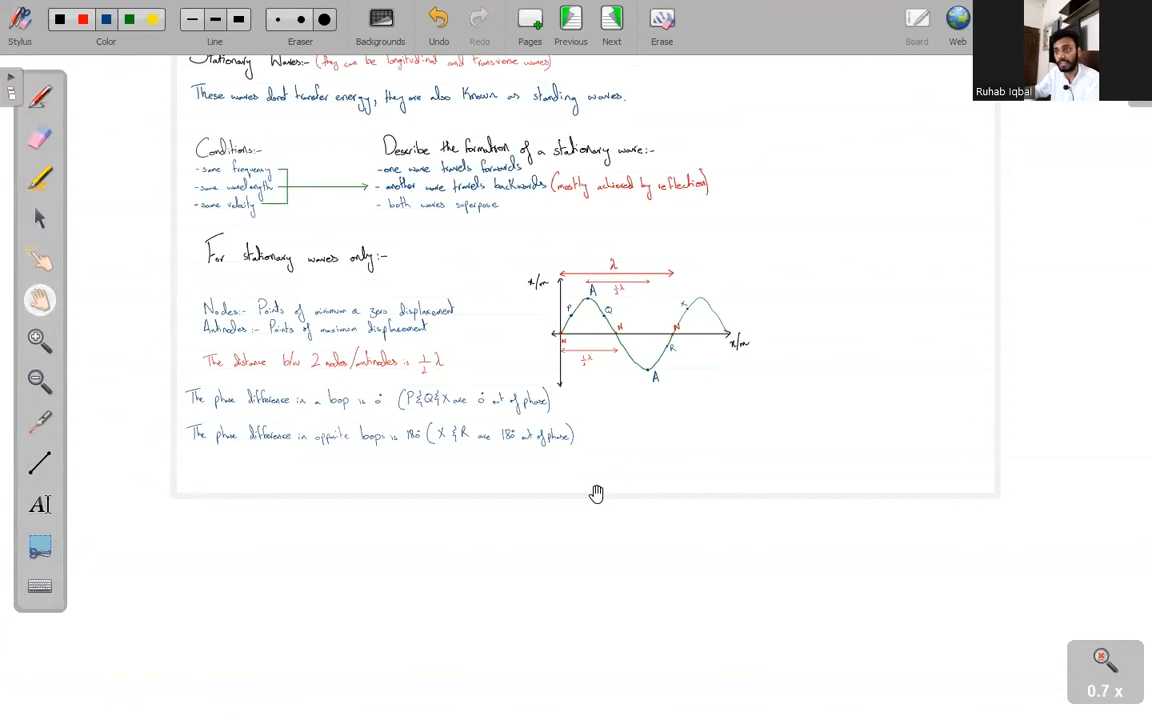 Stylus
Color
Line
Eraser
Backgrounds
Undo
Redo
Pages
Previous
Next
Erase
Board
Web
Ruhab Iqbal
Stationary Waves:- (they can be longitudinal and transverse waves)
These waves dont transfer energy, they are also known as standing waves.
Conditions:-
- same frequency
- same wavelength
- same velocity
Describe the formation of a stationary wave:-
- one wave travels forwards
- another wave travels backwards (mostly achieved by reflection)
- both waves superpose
For stationary waves only:-
Nodes:- Points of minimum or zero displacement
Antinodes:- Points of maximum displacement
The distance b/w 2 nodes/antinodes is 1/2 λ
The phase difference in a loop is 0° (P&Q&X are 0° out of phase)
The phase difference in opposite loops is 180° (X & R are 180° out of phase)
λ
1/2 λ
x/m
A
P
Q
X
N
N
N
R
x/m
1/2 λ
A
AI
0.7 x